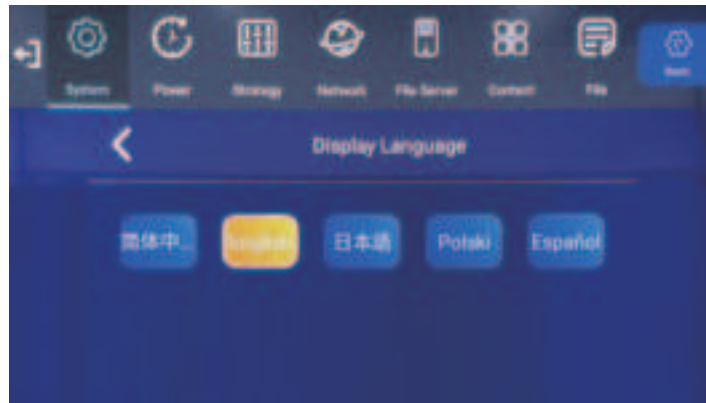 System Power Strategy Network File Server Content File
Display Language
简体中... English 日本語 Polski Español